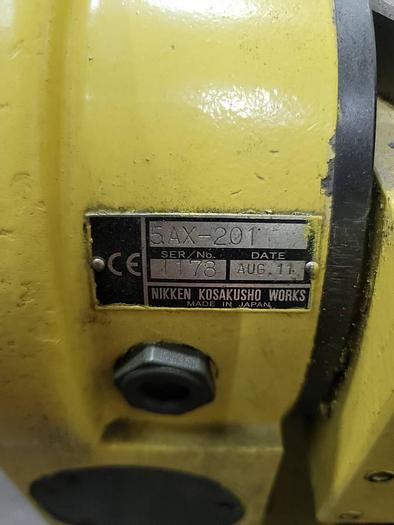 5AX-201
CE SER/No. DATE
1178 AUG.11.
NIKKEN KOSAKUSHO WORKS
MADE IN JAPAN